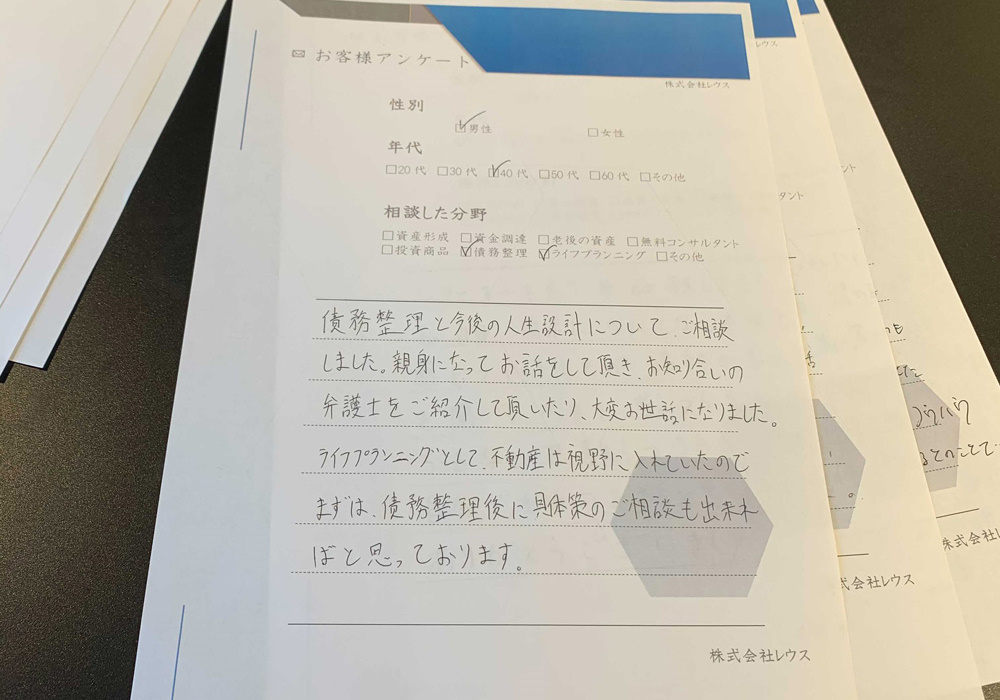 お客様アンケート
株式会社レウス
性別
☑男性 □女性
年代
□20代 □30代 ☑40代 □50代 □60代 □その他
相談した分野
□資産形成 □資金調達 □老後の資産 □無料コンサルタント
□投資商品 ☑債務整理 ☑ライフプランニング □その他
債務整理と今後の人生設計について、ご相談
しました。親身になってお話をして頂き、お知り合いの
弁護士をご紹介して頂いたり、大変お世話になりました。
ライフプランニングとして、不動産は視野に入れていたので
まずは、債務整理後に具体策のご相談も出来れ
ばと思っております。
株式会社レウス
レウス
タント
ント
式会社レウス
株式会社レ
とのことで